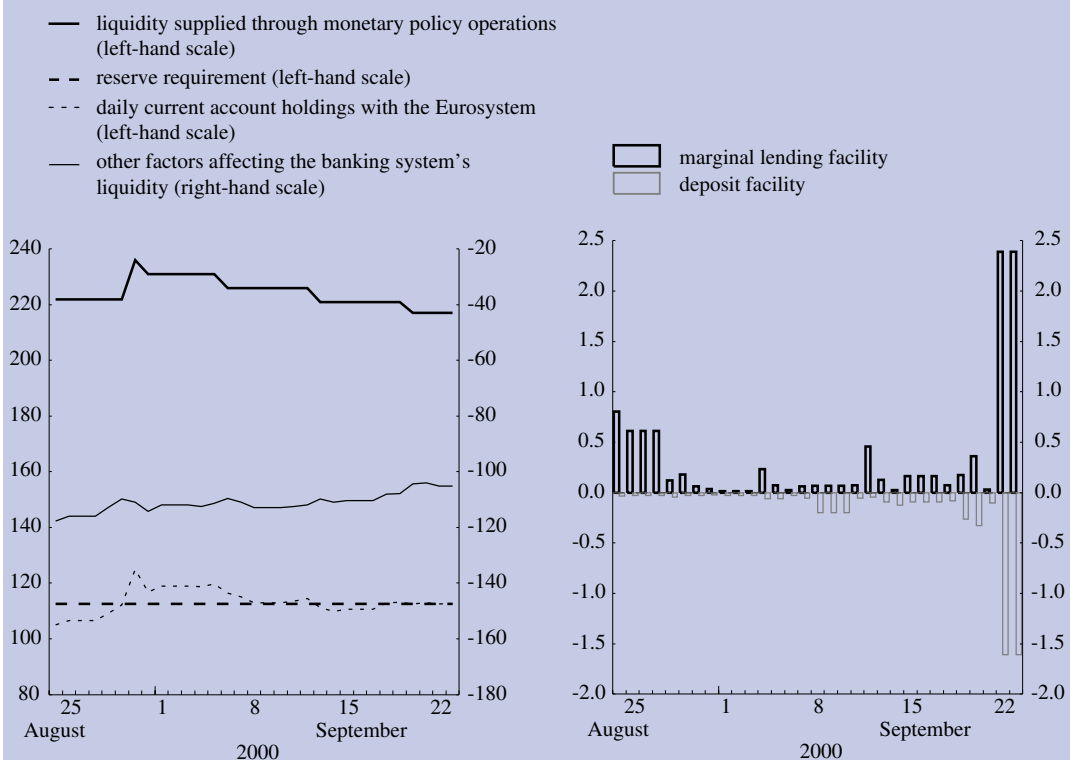 liquidity supplied through monetary policy operations
(left-hand scale)
reserve requirement (left-hand scale)
daily current account holdings with the Eurosystem
(left-hand scale)
other factors affecting the banking system's
liquidity (right-hand scale)
marginal lending facility
deposit facility
240 -20
220 -40
200 -60
180 -80
160 -100
140 -120
120 -140
100 -160
80 -180
25 1 8 15 22
August September
2000
2.5 2.5
2.0 2.0
1.5 1.5
1.0 1.0
0.5 0.5
0.0 0.0
-0.5 -0.5
-1.0 -1.0
-1.5 -1.5
-2.0 -2.0
25 1 8 15 22
August September
2000